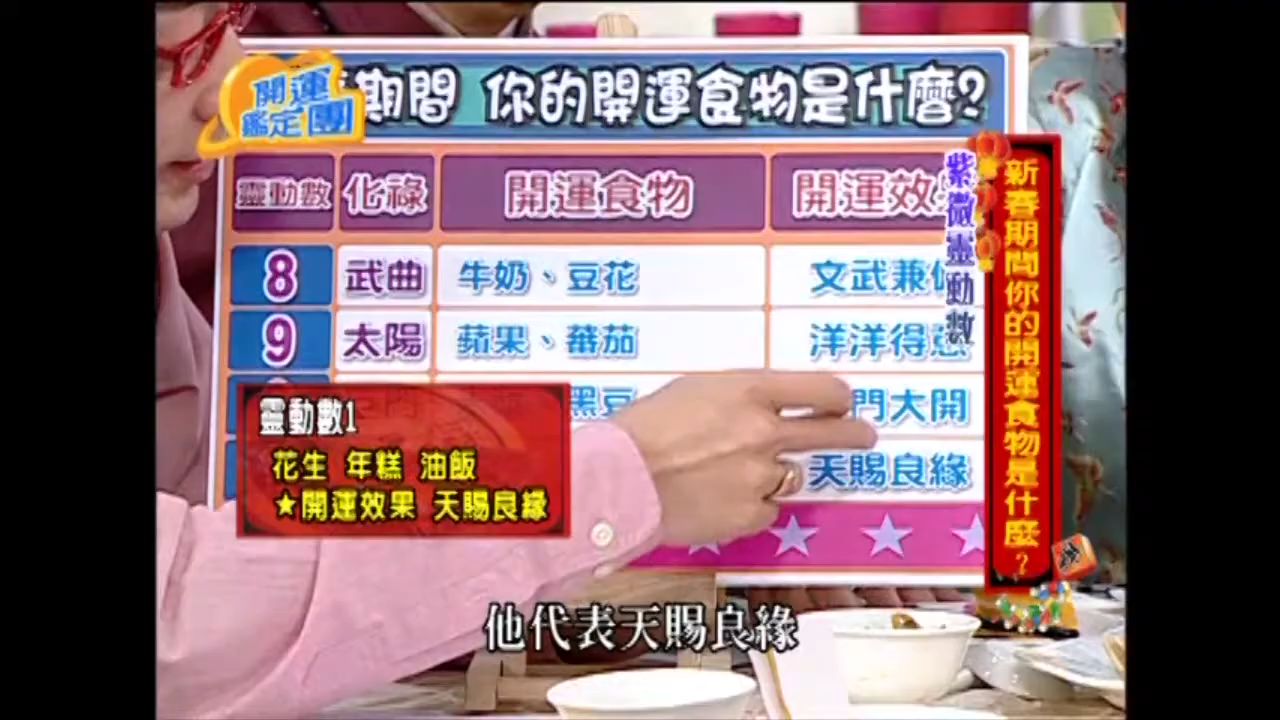 開運
鑑定團
期間 你的開運食物是什麼?
靈動數 化祿 開運食物 開運效
8 武曲 牛奶、豆花 文武兼
9 太陽 蘋果、蕃茄 洋洋得意
黑豆 門大開
天賜良緣
紫微靈動數
新春期間你的開運食物是什麼?
靈動數1
花生 年糕 油飯
★開運效果 天賜良緣
他代表天賜良緣